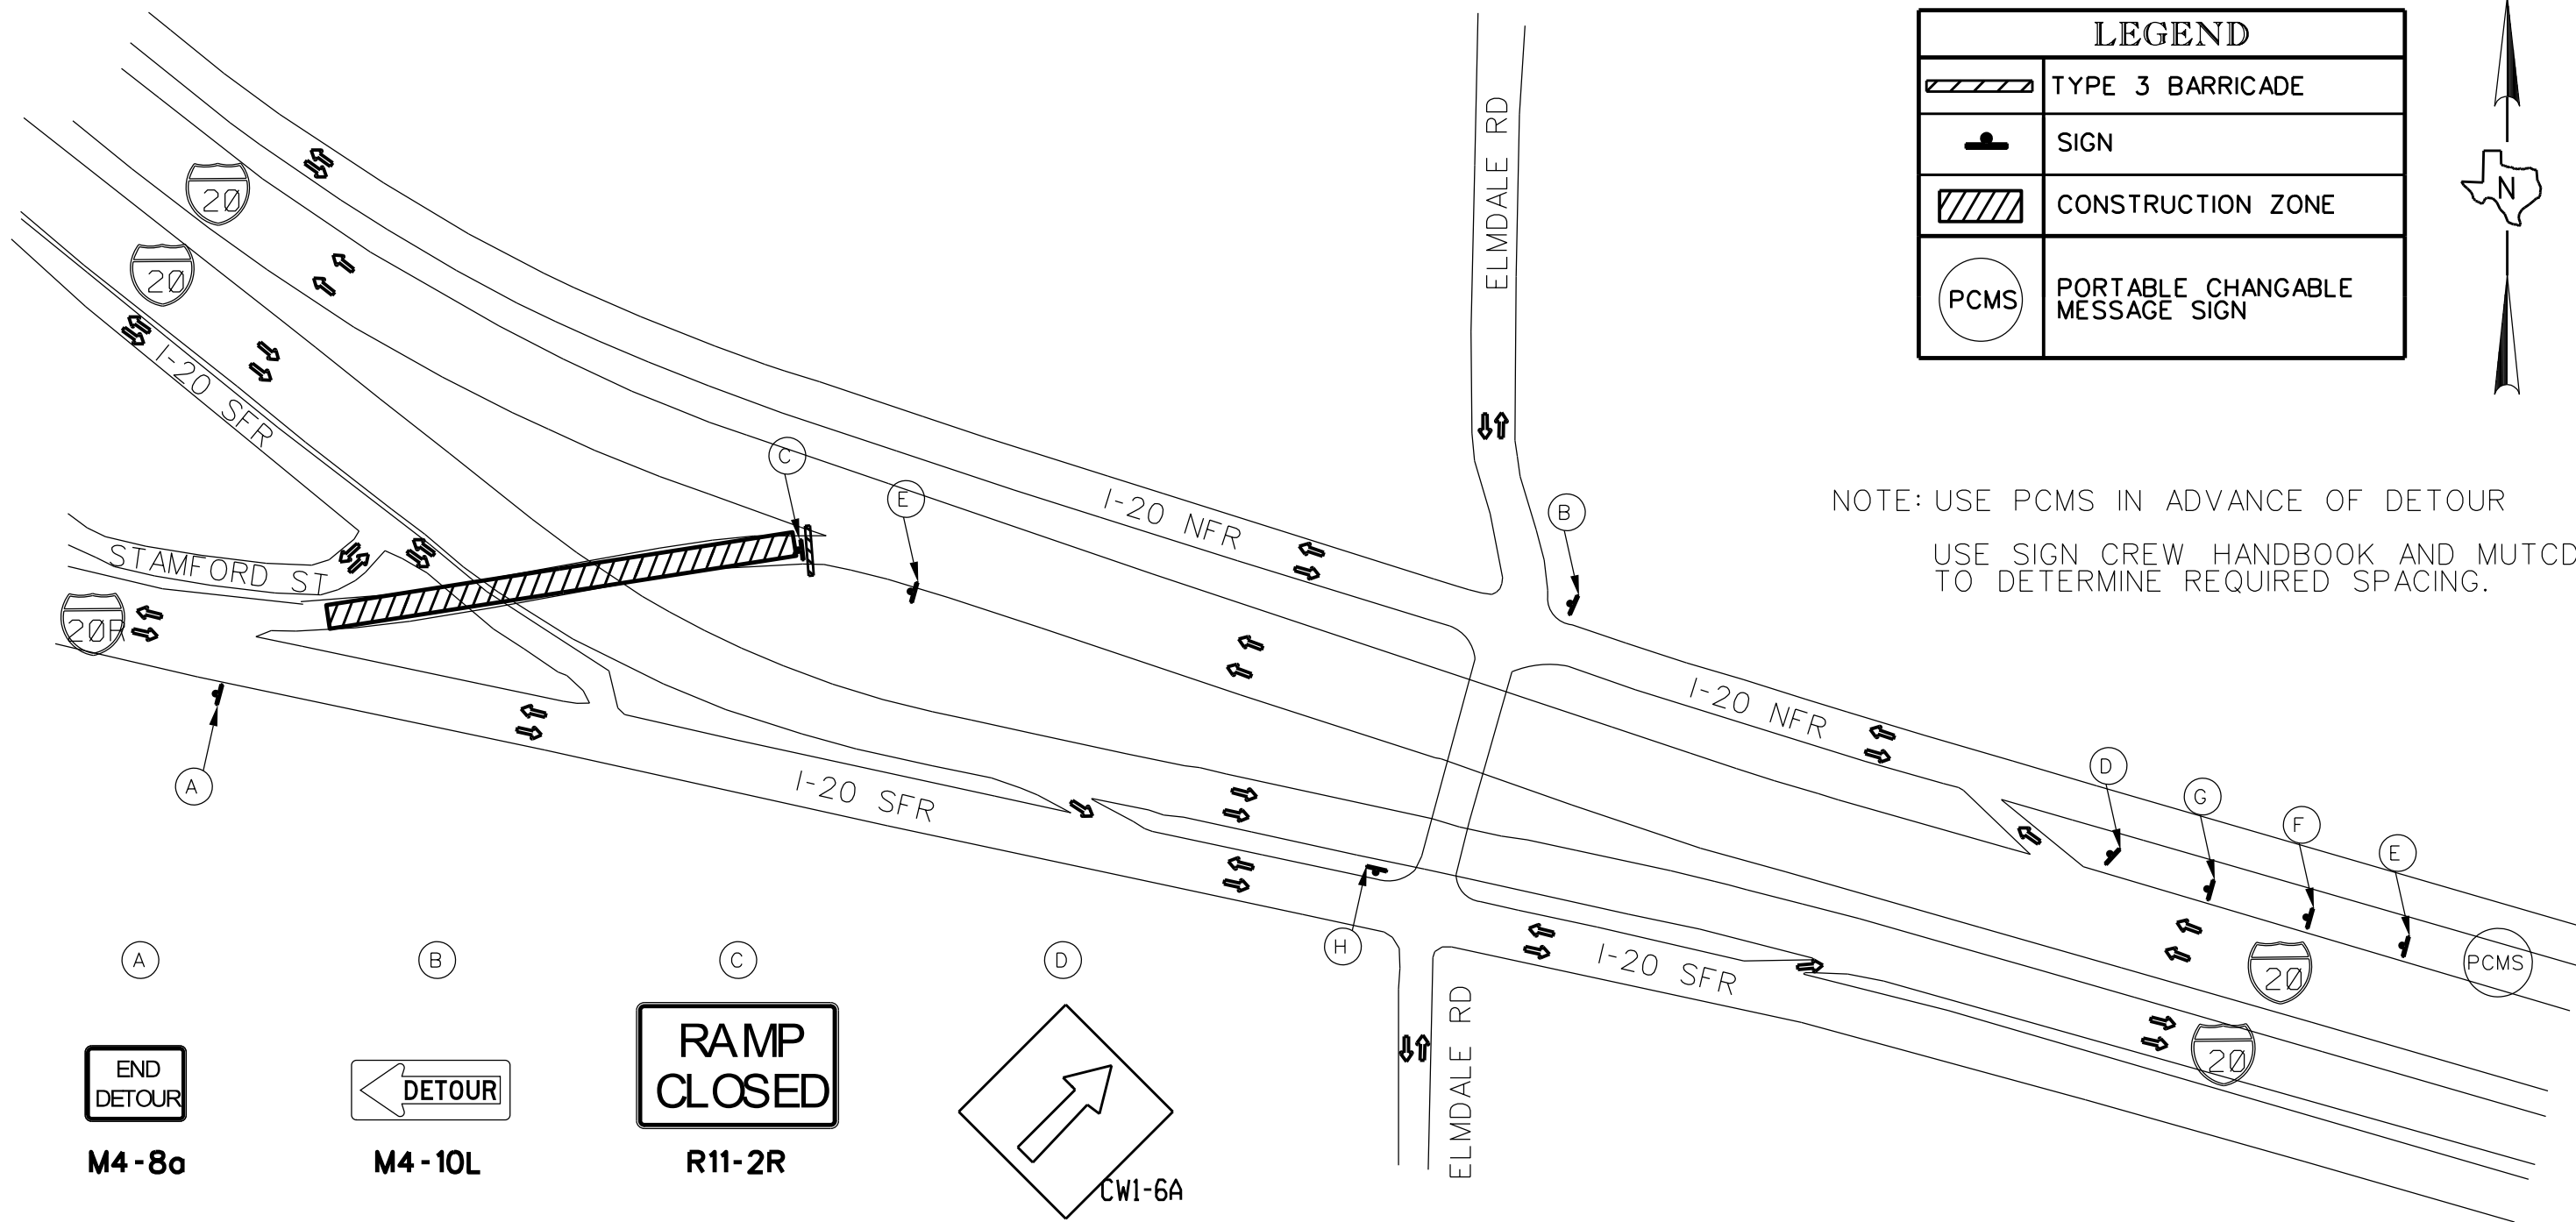 LEGEND
TYPE 3 BARRICADE
SIGN
CONSTRUCTION ZONE
PCMS
PORTABLE CHANGABLE
MESSAGE SIGN
N
NOTE: USE PCMS IN ADVANCE OF DETOUR
USE SIGN CREW HANDBOOK AND MUTCD
TO DETERMINE REQUIRED SPACING.
ELMDALE RD
20
20
I-20 SFR
STAMFORD ST
20R
A
C
E
I-20 NFR
B
I-20 NFR
I-20 SFR
H
I-20 SFR
ELMDALE RD
D
G
F
E
PCMS
20
20
A
END
DETOUR
M4-8a
B
DETOUR
M4-10L
C
RAMP
CLOSED
R11-2R
D
CW1-6A